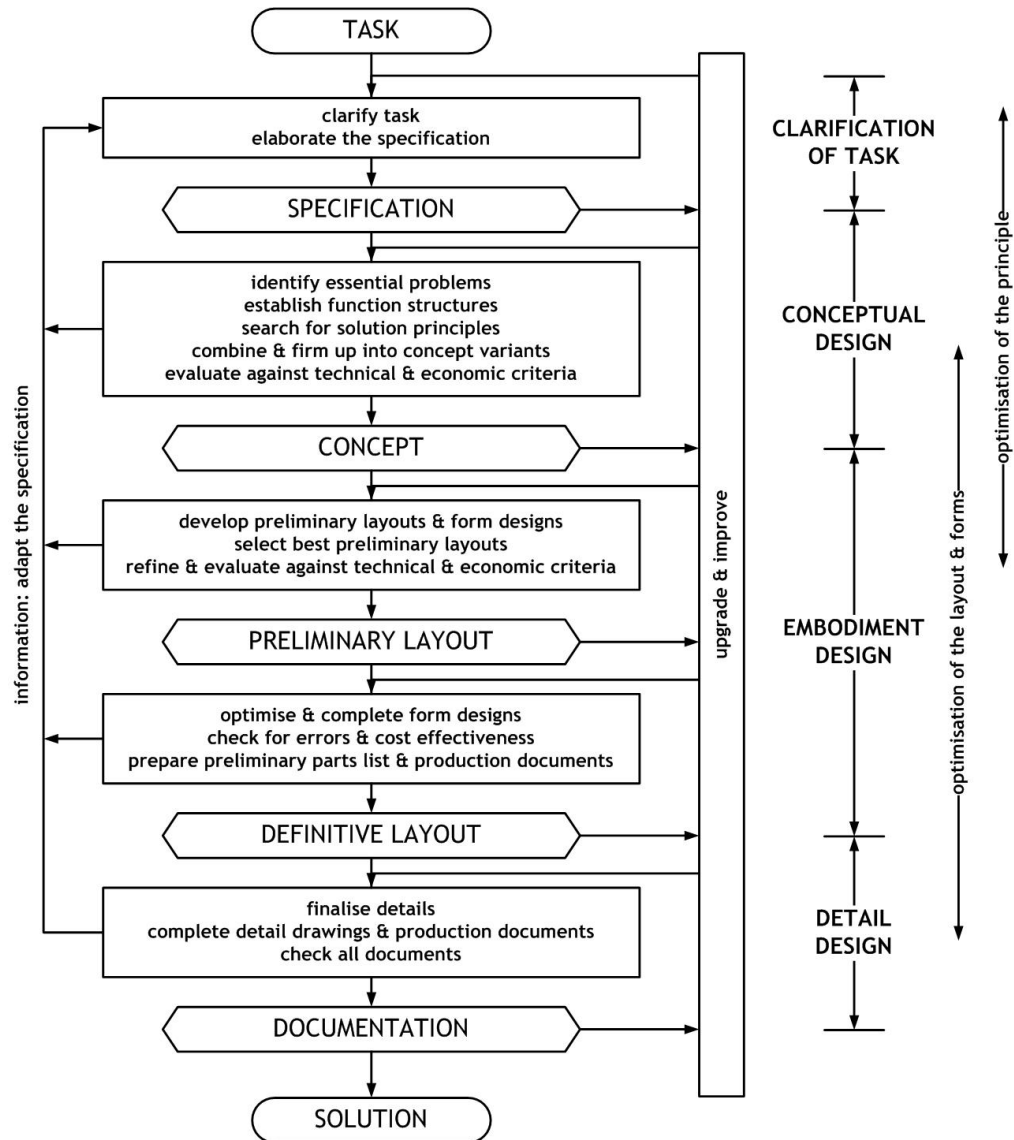 TASK
clarify task
elaborate the specification
SPECIFICATION
identify essential problems
establish function structures
search for solution principles
combine & firm up into concept variants
evaluate against technical & economic criteria
CONCEPT
develop preliminary layouts & form designs
select best preliminary layouts
refine & evaluate against technical & economic criteria
PRELIMINARY LAYOUT
optimise & complete form designs
check for errors & cost effectiveness
prepare preliminary parts list & production documents
DEFINITIVE LAYOUT
finalise details
complete detail drawings & production documents
check all documents
DOCUMENTATION
SOLUTION
information: adapt the specification
upgrade & improve
CLARIFICATION
OF TASK
CONCEPTUAL
DESIGN
EMBODIMENT
DESIGN
DETAIL
DESIGN
optimisation of the layout & forms
optimisation of the principle